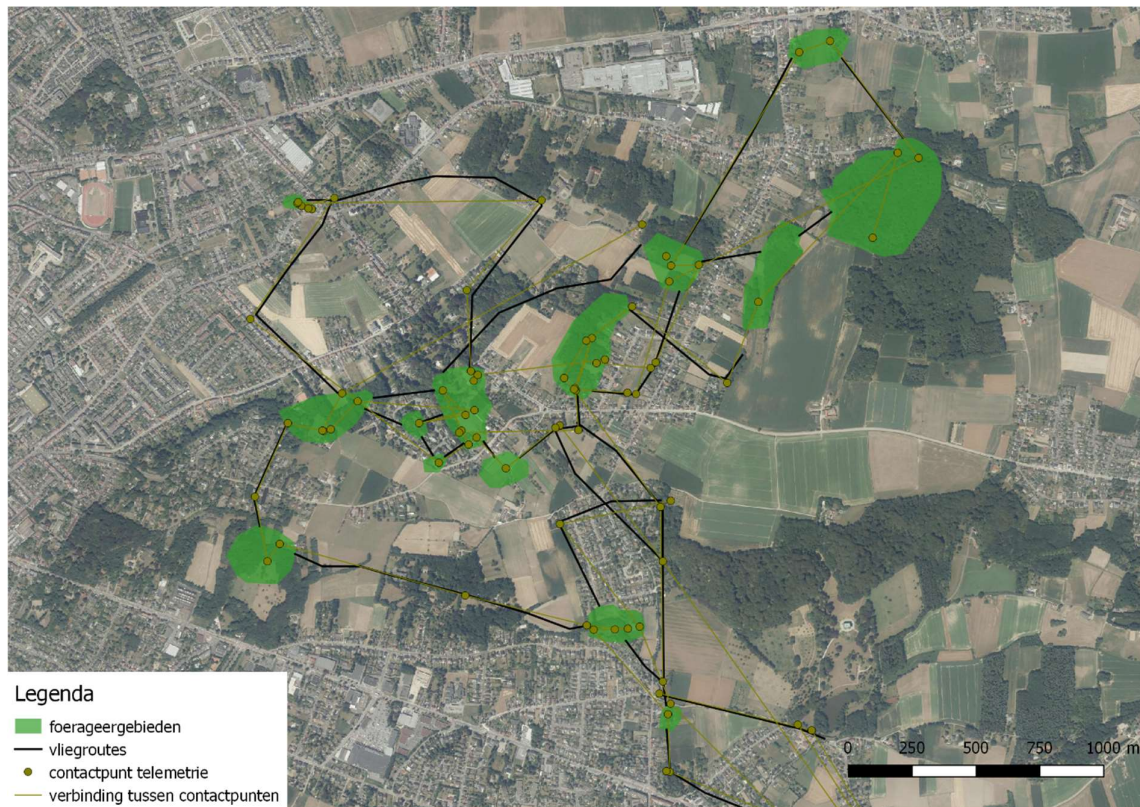 Legenda
foerageergebieden
vliegroutes
contactpunt telemetrie
verbinding tussen contactpunten
0 250 500 750 1000 m